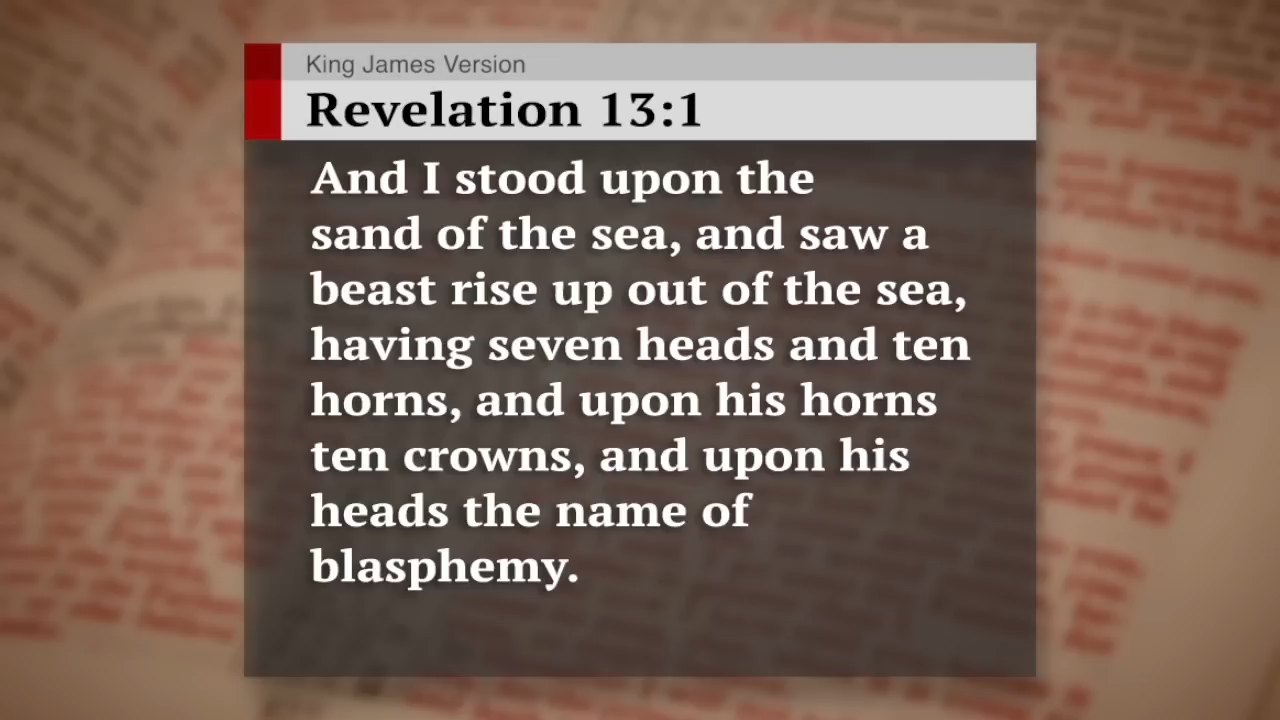 King James Version
Revelation 13:1
And I stood upon the
sand of the sea, and saw a
beast rise up out of the sea,
having seven heads and ten
horns, and upon his horns
ten crowns, and upon his
heads the name of
blasphemy.